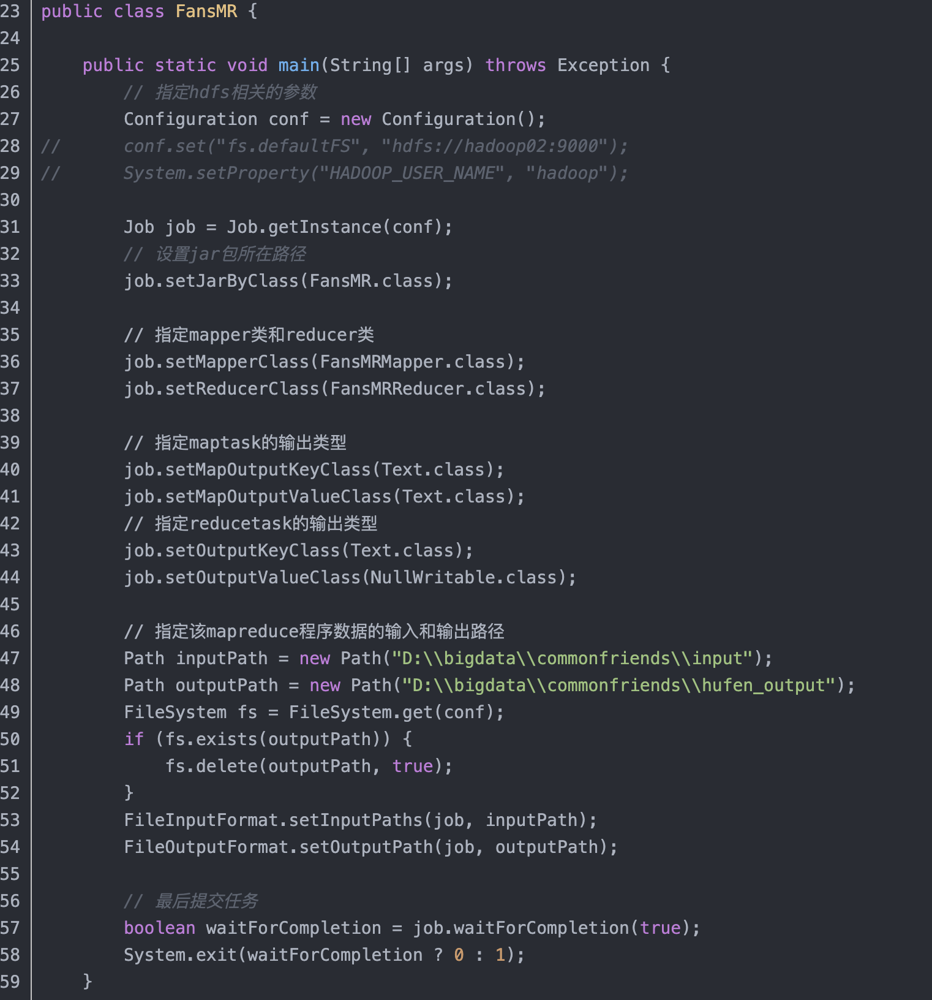 23 public class FansMR {
24
25     public static void main(String[] args) throws Exception {
26         // 指定hdfs相关的参数
27         Configuration conf = new Configuration();
28 //      conf.set("fs.defaultFS", "hdfs://hadoop02:9000");
29 //      System.setProperty("HADOOP_USER_NAME", "hadoop");
30
31         Job job = Job.getInstance(conf);
32         // 设置jar包所在路径
33         job.setJarByClass(FansMR.class);
34
35         // 指定mapper类和reducer类
36         job.setMapperClass(FansMRMapper.class);
37         job.setReducerClass(FansMRReducer.class);
38
39         // 指定maptask的输出类型
40         job.setMapOutputKeyClass(Text.class);
41         job.setMapOutputValueClass(Text.class);
42         // 指定reducetask的输出类型
43         job.setOutputKeyClass(Text.class);
44         job.setOutputValueClass(NullWritable.class);
45
46         // 指定该mapreduce程序数据的输入和输出路径
47         Path inputPath = new Path("D:\\bigdata\\commonfriends\\input");
48         Path outputPath = new Path("D:\\bigdata\\commonfriends\\hufen_output");
49         FileSystem fs = FileSystem.get(conf);
50         if (fs.exists(outputPath)) {
51             fs.delete(outputPath, true);
52         }
53         FileInputFormat.setInputPaths(job, inputPath);
54         FileOutputFormat.setOutputPath(job, outputPath);
55
56         // 最后提交任务
57         boolean waitForCompletion = job.waitForCompletion(true);
58         System.exit(waitForCompletion ? 0 : 1);
59     }